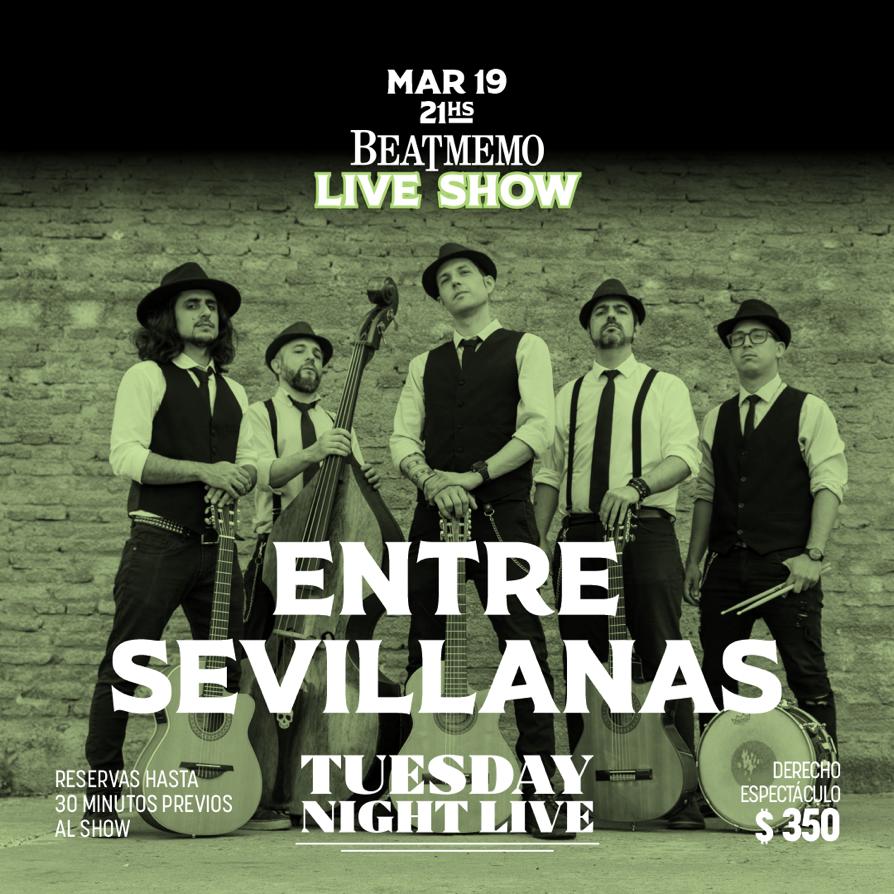 MAR 19
21HS
BEATMEMO
LIVE SHOW
ENTRE
SEVILLANAS
TUESDAY
NIGHT LIVE
RESERVAS HASTA
30 MINUTOS PREVIOS
AL SHOW
DERECHO
ESPECTÁCULO
$ 350